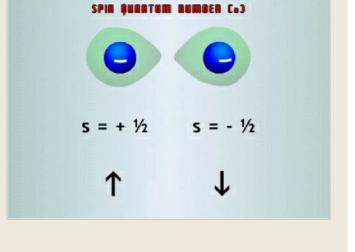 SPIN QUANTUM NUMBER [s]
s = + ½ s = - ½
↑ ↓